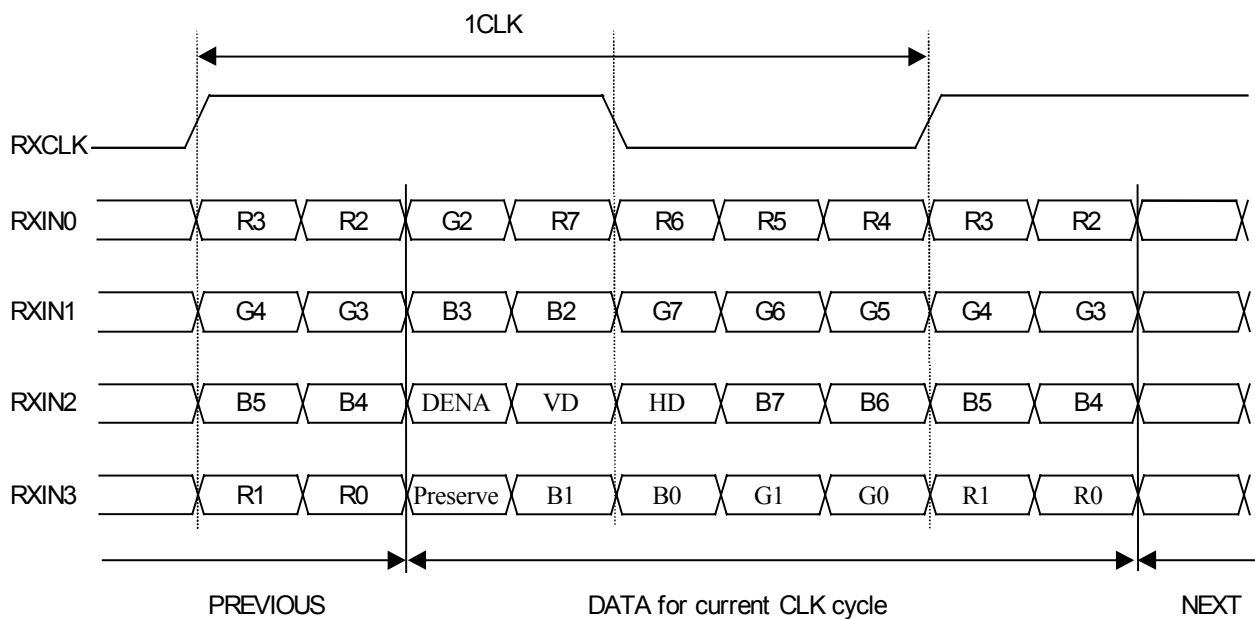 1CLK
RXCLK
RXIN0 R3 R2 G2 R7 R6 R5 R4 R3 R2
RXIN1 G4 G3 B3 B2 G7 G6 G5 G4 G3
RXIN2 B5 B4 DENA VD HD B7 B6 B5 B4
RXIN3 R1 R0 Preserve B1 B0 G1 G0 R1 R0
PREVIOUS DATA for current CLK cycle NEXT